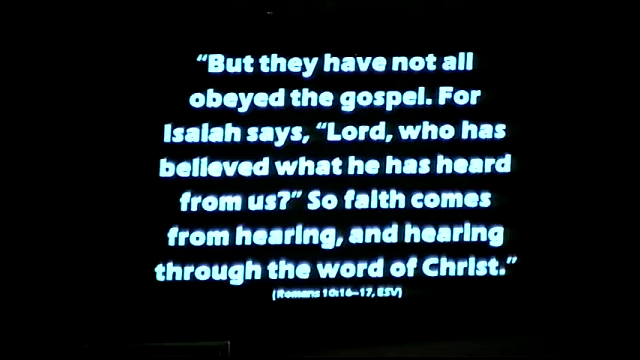 “But they have not all
obeyed the gospel. For
Isaiah says, “Lord, who has
believed what he has heard
from us?” So faith comes
from hearing, and hearing
through the word of Christ.”
(Romans 10:16–17, ESV)